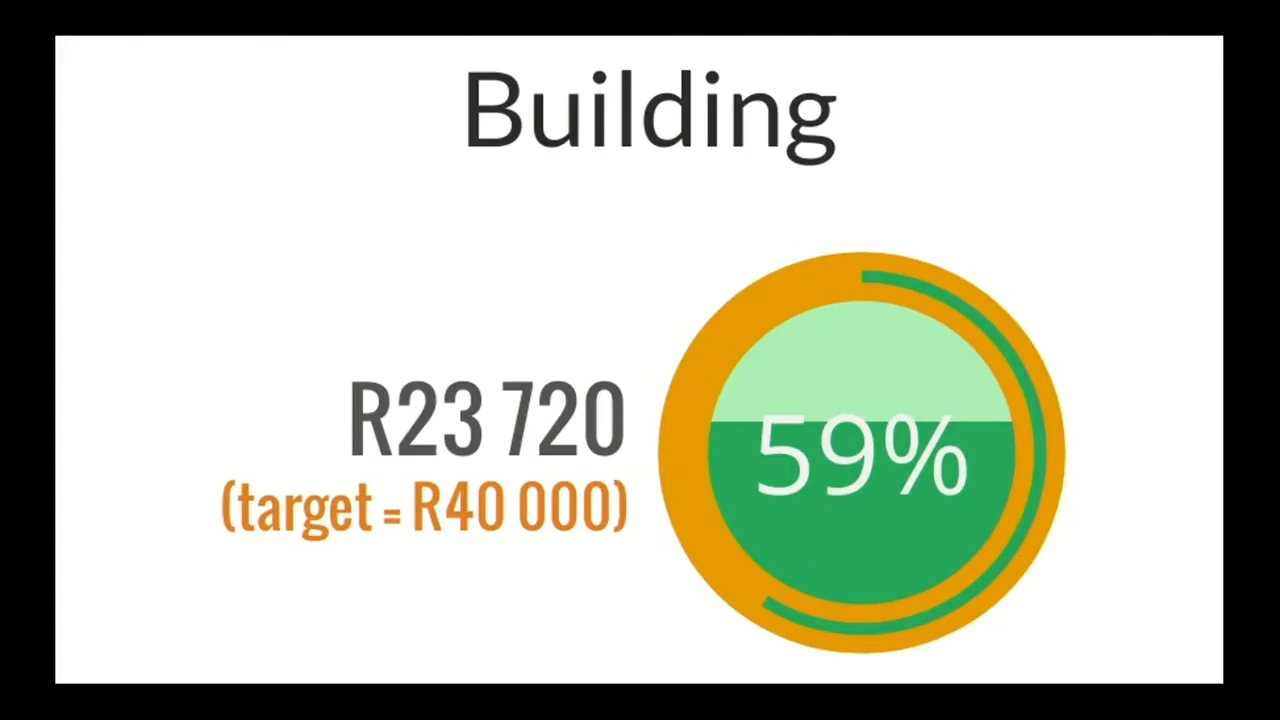 Building
R23 720
(target = R40 000)
59%